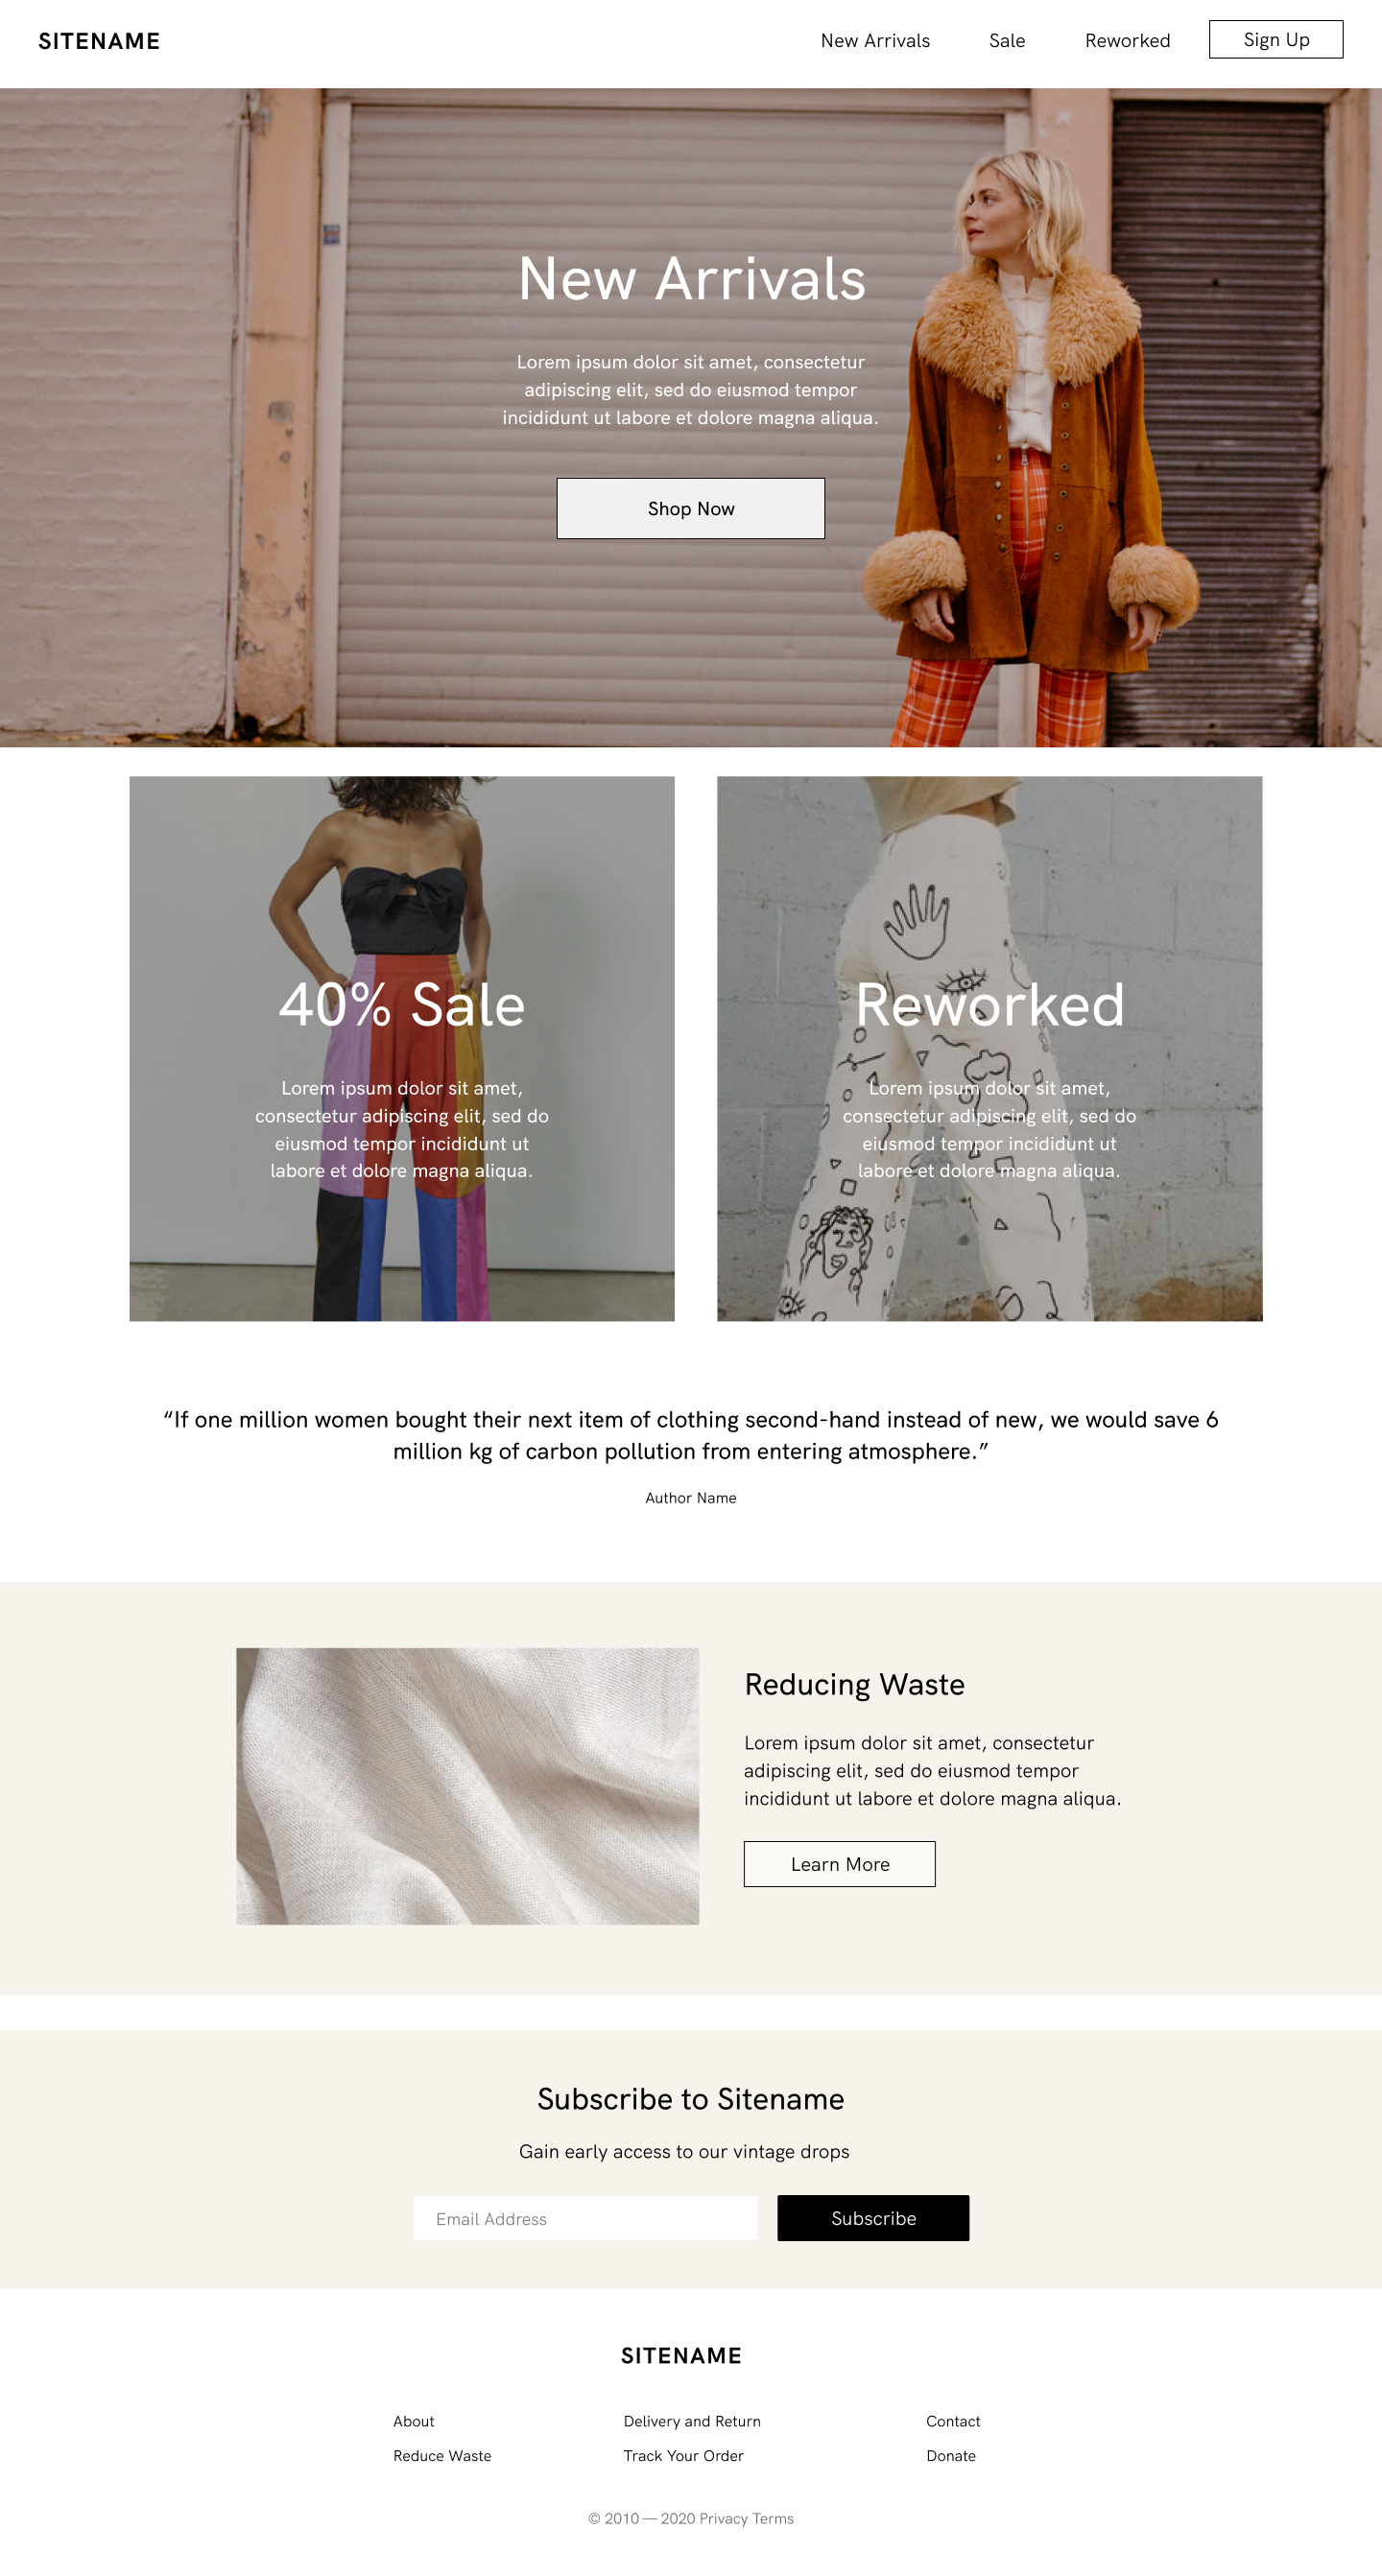 SITENAME
New Arrivals
Sale
Reworked
Sign Up
New Arrivals
Lorem ipsum dolor sit amet, consectetur
adipiscing elit, sed do eiusmod tempor
incididunt ut labore et dolore magna aliqua.
Shop Now
40% Sale
Lorem ipsum dolor sit amet,
consectetur adipiscing elit, sed do
eiusmod tempor incididunt ut
labore et dolore magna aliqua.
Reworked
Lorem ipsum dolor sit amet,
consectetur adipiscing elit, sed do
eiusmod tempor incididunt ut
labore et dolore magna aliqua.
“If one million women bought their next item of clothing second-hand instead of new, we would save 6
million kg of carbon pollution from entering atmosphere.”
Author Name
Reducing Waste
Lorem ipsum dolor sit amet, consectetur
adipiscing elit, sed do eiusmod tempor
incididunt ut labore et dolore magna aliqua.
Learn More
Subscribe to Sitename
Gain early access to our vintage drops
Email Address
Subscribe
SITENAME
About
Delivery and Return
Contact
Reduce Waste
Track Your Order
Donate
© 2010 — 2020 Privacy Terms